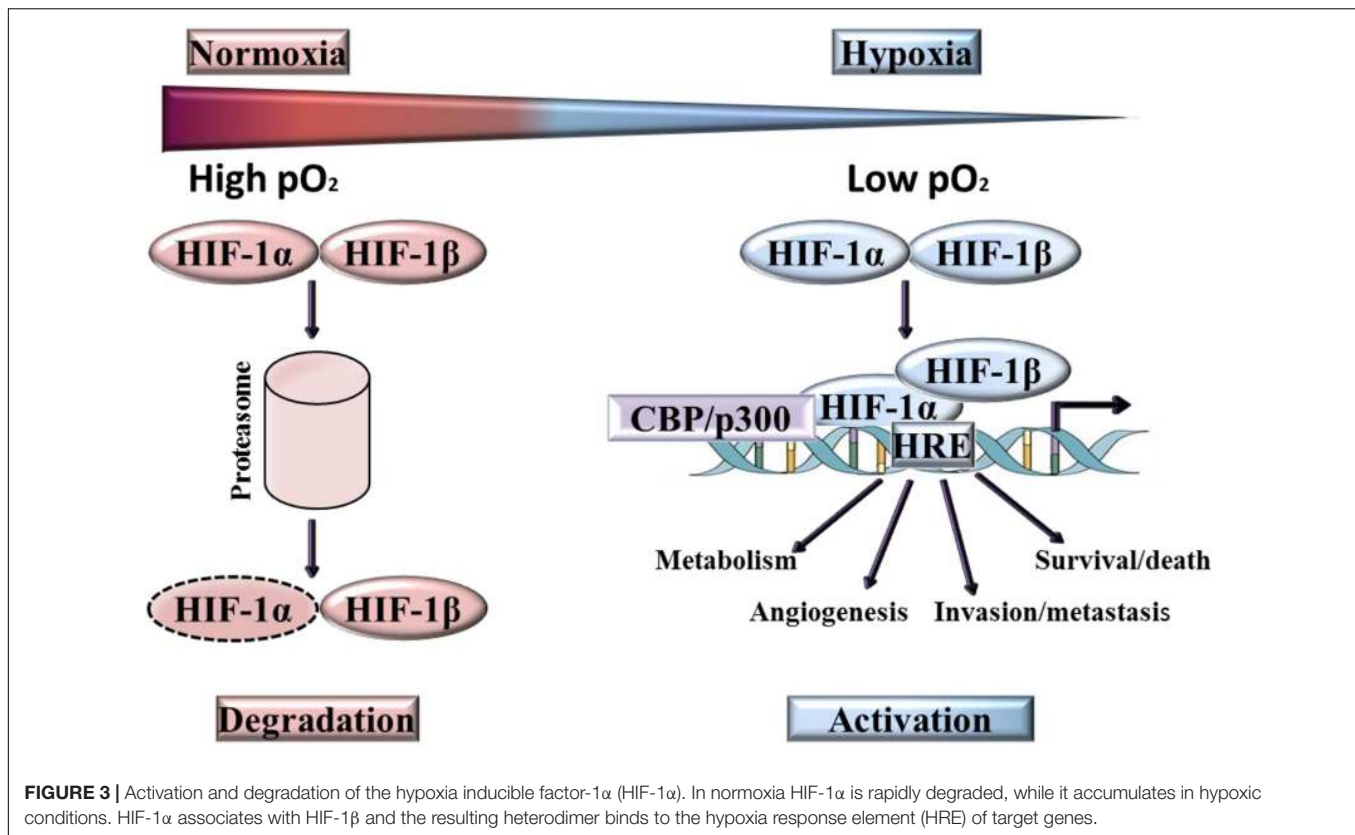 Normoxia
Hypoxia
High pO₂
Low pO₂
HIF-1α
HIF-1β
HIF-1α
HIF-1β
Proteasome
HIF-1β
CBP/p300
HIF-1α
HRE
Metabolism
Survival/death
Angiogenesis
Invasion/metastasis
HIF-1α
HIF-1β
Degradation
Activation
FIGURE 3 | Activation and degradation of the hypoxia inducible factor-1α (HIF-1α). In normoxia HIF-1α is rapidly degraded, while it accumulates in hypoxic
conditions. HIF-1α associates with HIF-1β and the resulting heterodimer binds to the hypoxia response element (HRE) of target genes.